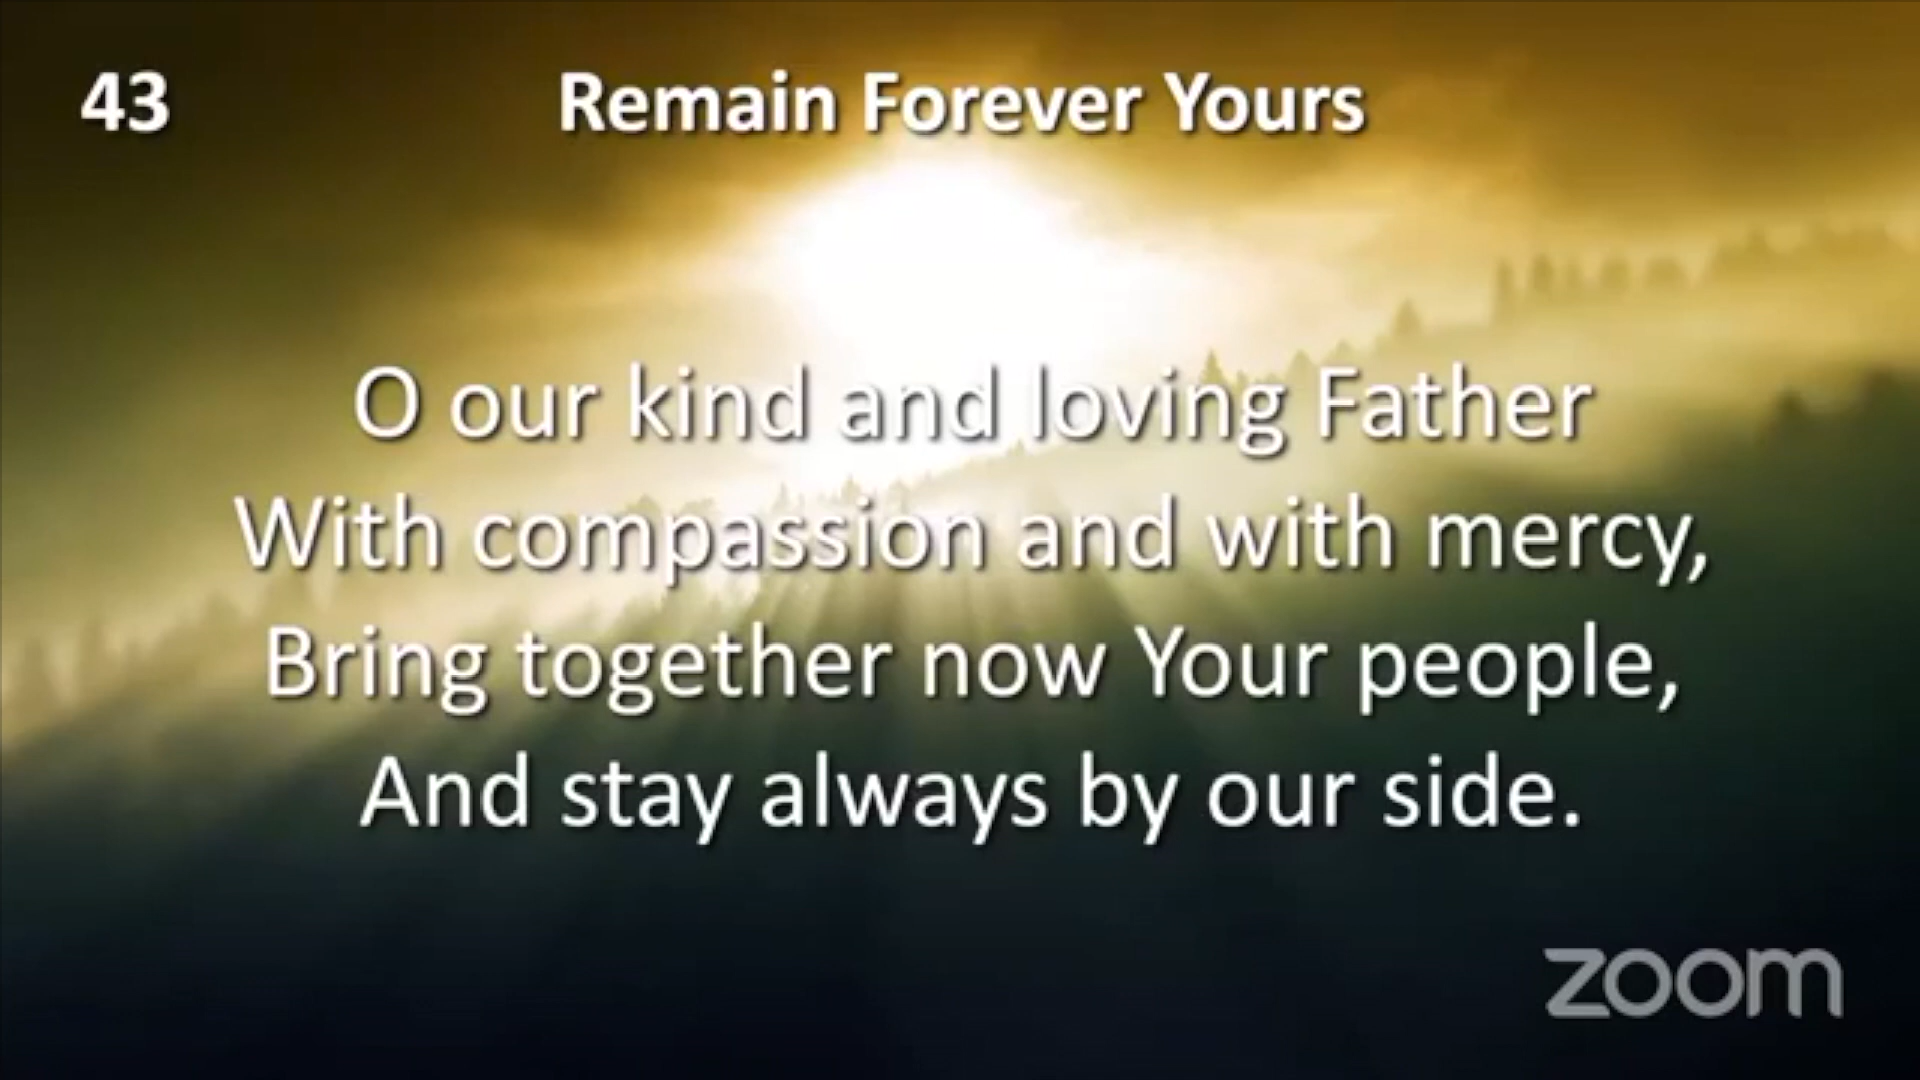 43
Remain Forever Yours
O our kind and loving Father
With compassion and with mercy,
Bring together now Your people,
And stay always by our side.
zoom